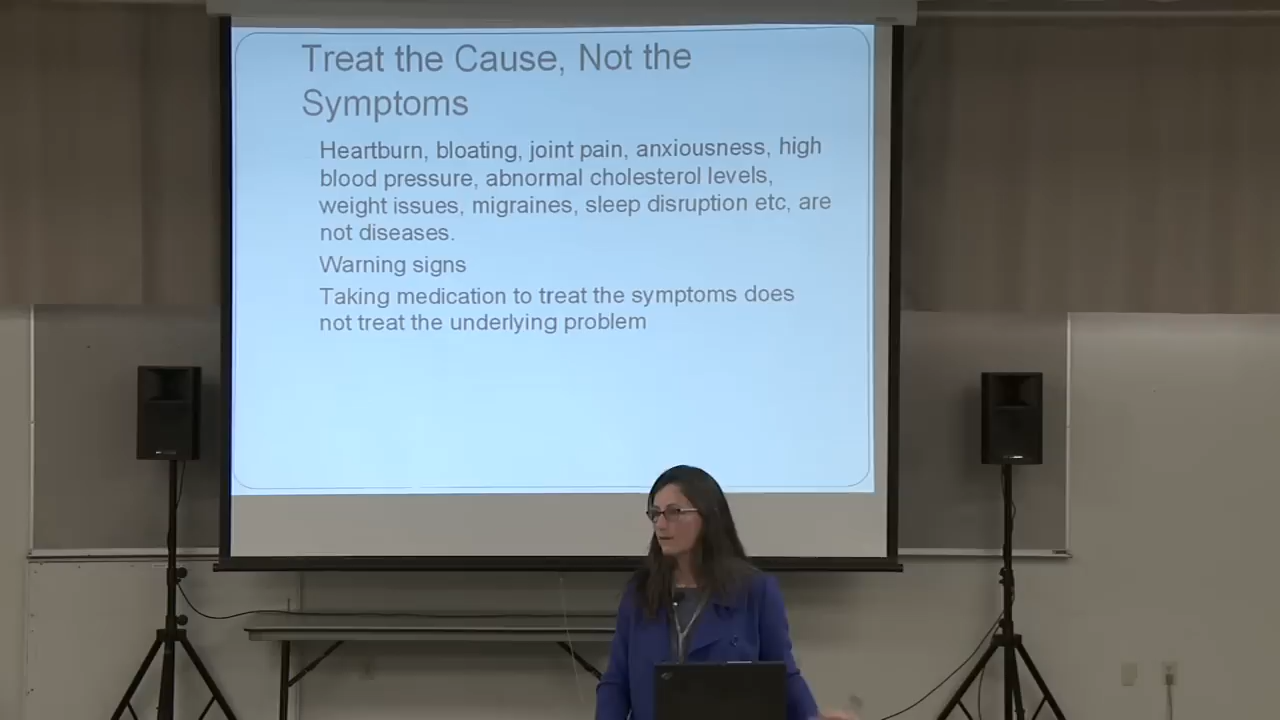 Treat the Cause, Not the
Symptoms
Heartburn, bloating, joint pain, anxiousness, high
blood pressure, abnormal cholesterol levels,
weight issues, migraines, sleep disruption etc, are
not diseases.
Warning signs
Taking medication to treat the symptoms does
not treat the underlying problem